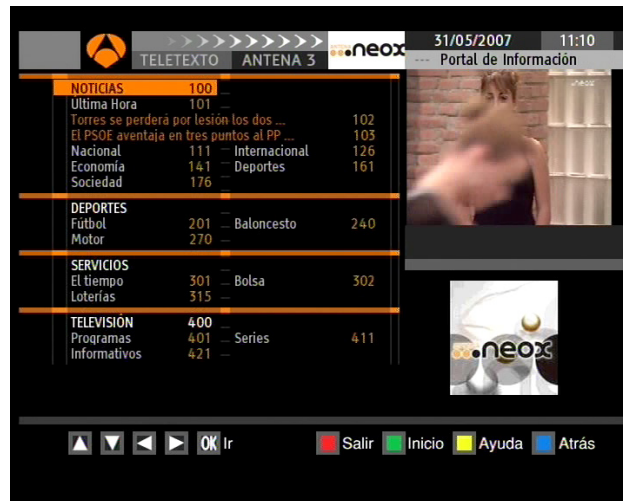 TELETEXTO ANTENA 3
neox
31/05/2007 11:10
--- Portal de Información
NOTICIAS 100
Última Hora 101
Torres se perderá por lesión los dos ... 102
El PSOE aventaja en tres puntos al PP ... 103
Nacional 111 Internacional 126
Economía 141 Deportes 161
Sociedad 176
DEPORTES
Fútbol 201 Baloncesto 240
Motor 270
SERVICIOS
El tiempo 301 Bolsa 302
Loterías 315
TELEVISIÓN 400
Programas 401 Series 411
Informativos 421
neox
neox
OK Ir Salir Inicio Ayuda Atrás